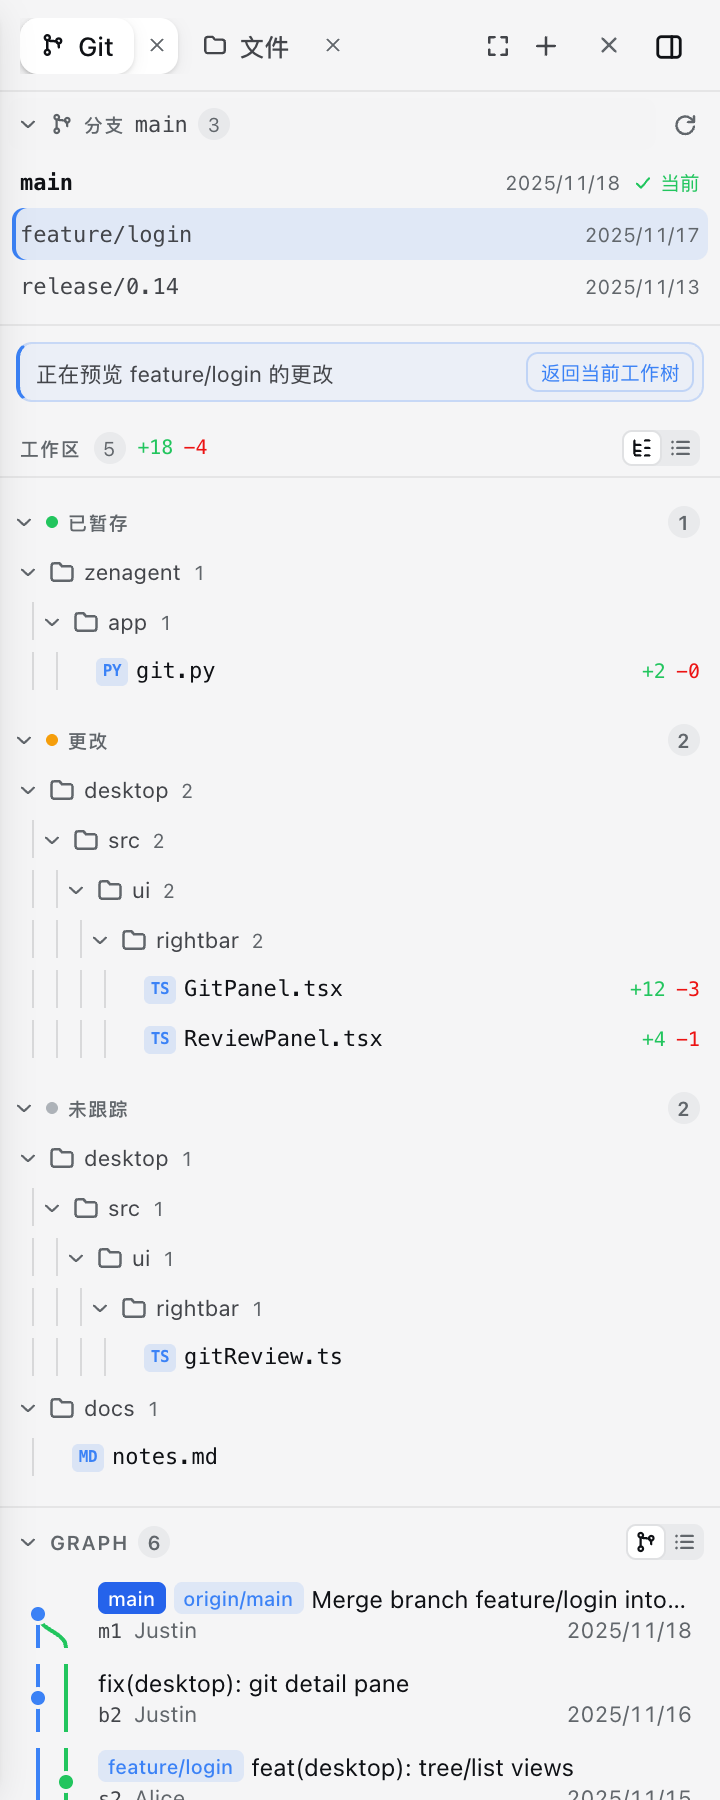 Git 文件
分支 main 3
main 2025/11/18 当前
feature/login 2025/11/17
release/0.14 2025/11/13
正在预览 feature/login 的更改 返回当前工作树
工作区 5 +18 −4
已暂存 1
zenagent 1
app 1
PY git.py +2 −0
更改 2
desktop 2
src 2
ui 2
rightbar 2
TS GitPanel.tsx +12 −3
TS ReviewPanel.tsx +4 −1
未跟踪 2
desktop 1
src 1
ui 1
rightbar 1
TS gitReview.ts
docs 1
MD notes.md
GRAPH 6
main origin/main Merge branch feature/login into...
m1 Justin 2025/11/18
fix(desktop): git detail pane
b2 Justin 2025/11/16
feature/login feat(desktop): tree/list views
s2 Alice 2025/11/15